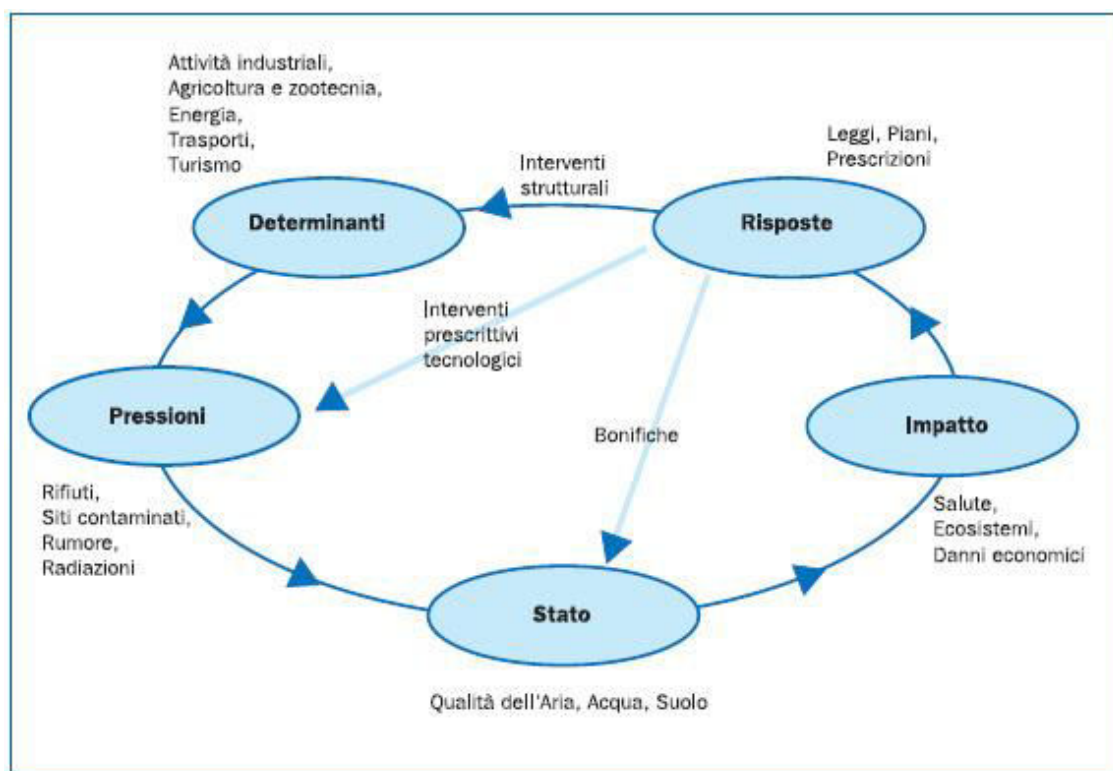 Attività industriali,
Agricoltura e zootecnia,
Energia,
Trasporti,
Turismo
Leggi, Piani,
Prescrizioni
Interventi
strutturali
Determinanti
Risposte
Interventi
prescrittivi
tecnologici
Pressioni
Bonifiche
Impatto
Rifiuti,
Siti contaminati,
Rumore,
Radiazioni
Salute,
Ecosistemi,
Danni economici
Stato
Qualità dell'Aria, Acqua, Suolo